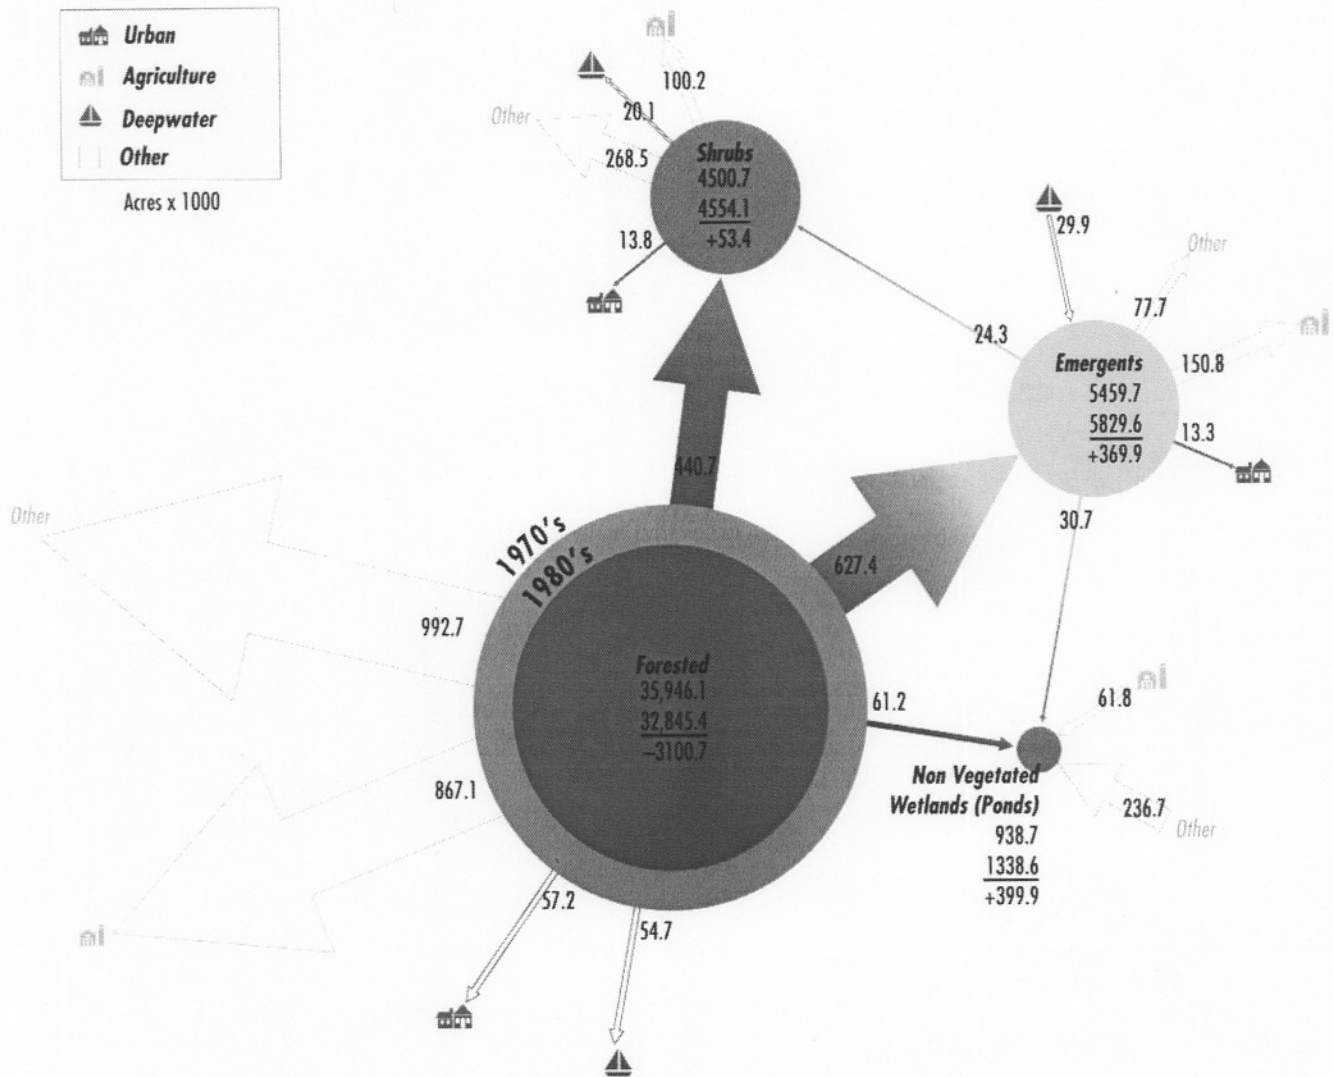 Urban
Agriculture
Deepwater
Other
Acres x 1000
100.2
20.1
Other
268.5
13.8
Shrubs
4500.7
4554.1
+53.4
29.9
Other
77.7
150.8
24.3
Emergents
5459.7
5829.6
+369.9
13.3
30.7
440.7
627.4
Other
1970's
1980's
992.7
Forested
35,946.1
32,845.4
–3100.7
867.1
61.2
61.8
Non Vegetated
Wetlands (Ponds)
938.7
1338.6
+399.9
236.7
Other
57.2
54.7